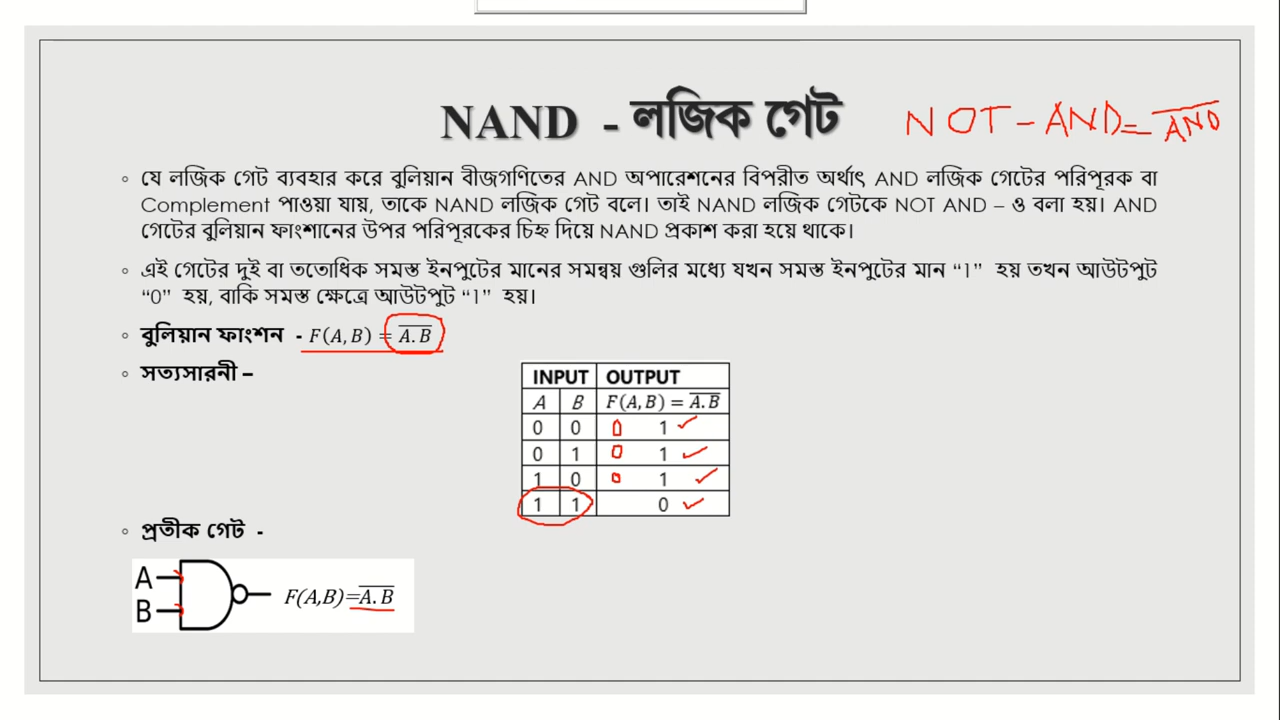 NAND - লজিক গেট
NOT - AND = A̅N̅D̅
◦ যে লজিক গেট ব্যবহার করে বুলিয়ান বীজগণিতের AND অপারেশনের বিপরীত অর্থাৎ AND লজিক গেটের পরিপূরক বা
Complement পাওয়া যায়, তাকে NAND লজিক গেট বলে। তাই NAND লজিক গেটকে NOT AND – ও বলা হয়। AND
গেটের বুলিয়ান ফাংশানের উপর পরিপূরকের চিহ্ন দিয়ে NAND প্রকাশ করা হয়ে থাকে।
◦ এই গেটের দুই বা ততোধিক সমস্ত ইনপুটের মানের সমন্বয় গুলির মধ্যে যখন সমস্ত ইনপুটের মান “1” হয় তখন আউটপুট
“0” হয়, বাকি সমস্ত ক্ষেত্রে আউটপুট “1” হয়।
◦ বুলিয়ান ফাংশন - F(A, B) = A̅.̅B̅
◦ সত্যসারনী –
INPUT OUTPUT
A B F(A, B) = A̅.̅B̅
0 0 0 1 ✓
0 1 0 1 ✓
1 0 0 1 ✓
1 1 0 ✓
◦ প্রতীক গেট -
A
B
F(A,B)=A̅.̅B̅